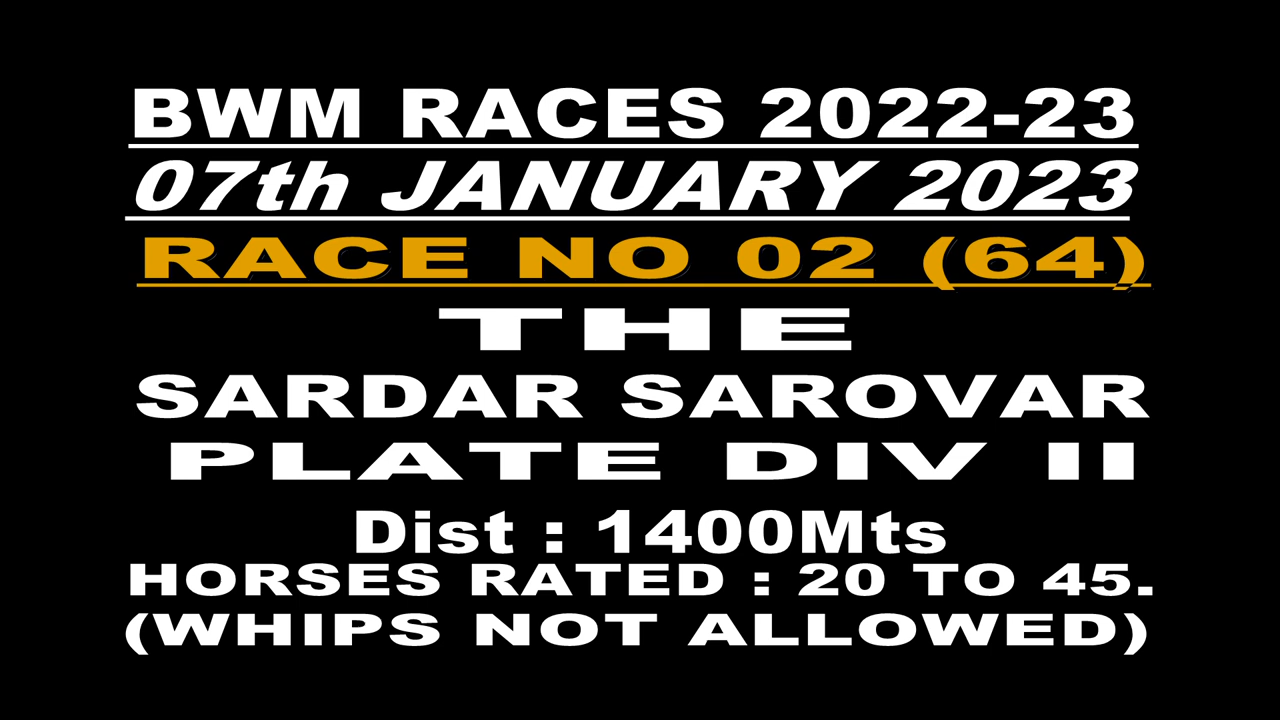 BWM RACES 2022-23
07th JANUARY 2023
RACE NO 02 (64)
THE
SARDAR SAROVAR
PLATE DIV II
Dist : 1400Mts
HORSES RATED : 20 TO 45.
(WHIPS NOT ALLOWED)